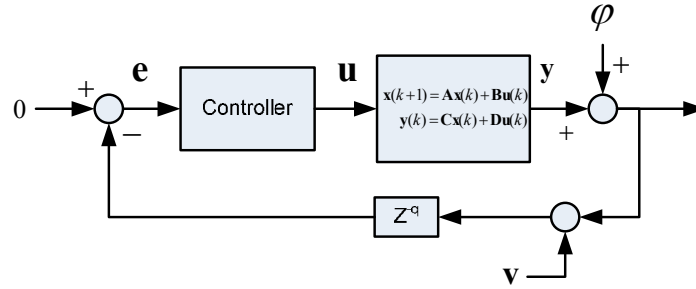 φ
+
e
u
y
+
0
Controller
x(k+1) = Ax(k)+Bu(k)
y(k) = Cx(k)+Du(k)
+
−
Z-q
v